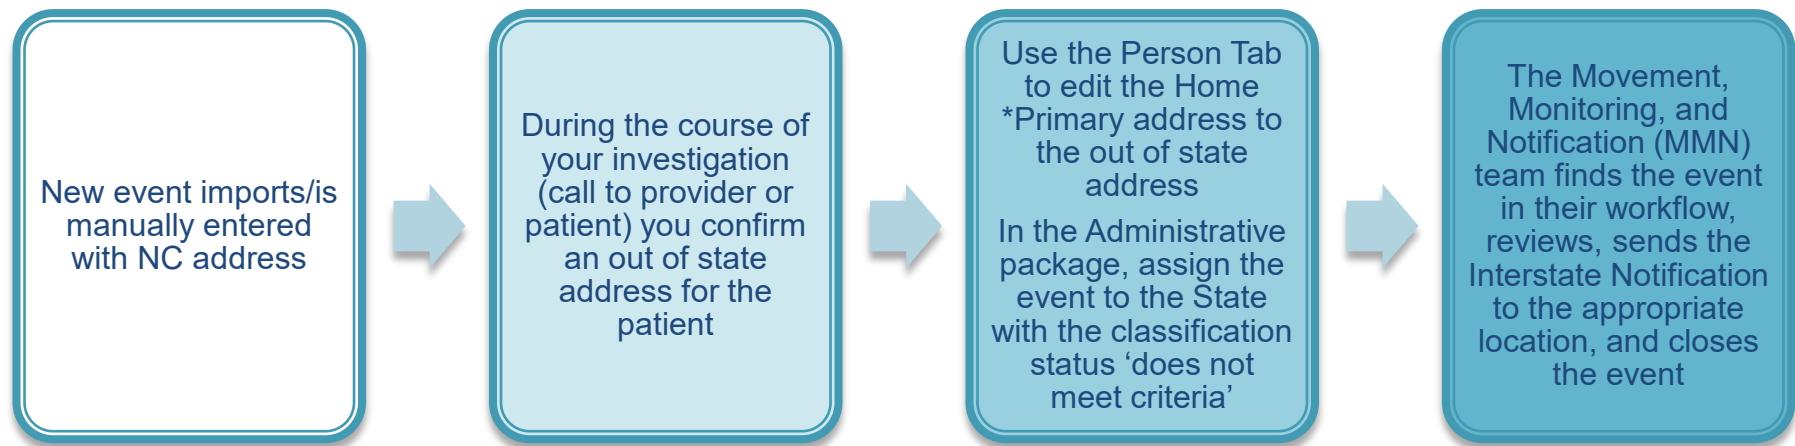 New event imports/is
manually entered
with NC address
During the course of
your investigation
(call to provider or
patient) you confirm
an out of state
address for the
patient
Use the Person Tab
to edit the Home
*Primary address to
the out of state
address
In the Administrative
package, assign the
event to the State
with the classification
status ‘does not
meet criteria’
The Movement,
Monitoring, and
Notification (MMN)
team finds the event
in their workflow,
reviews, sends the
Interstate Notification
to the appropriate
location, and closes
the event